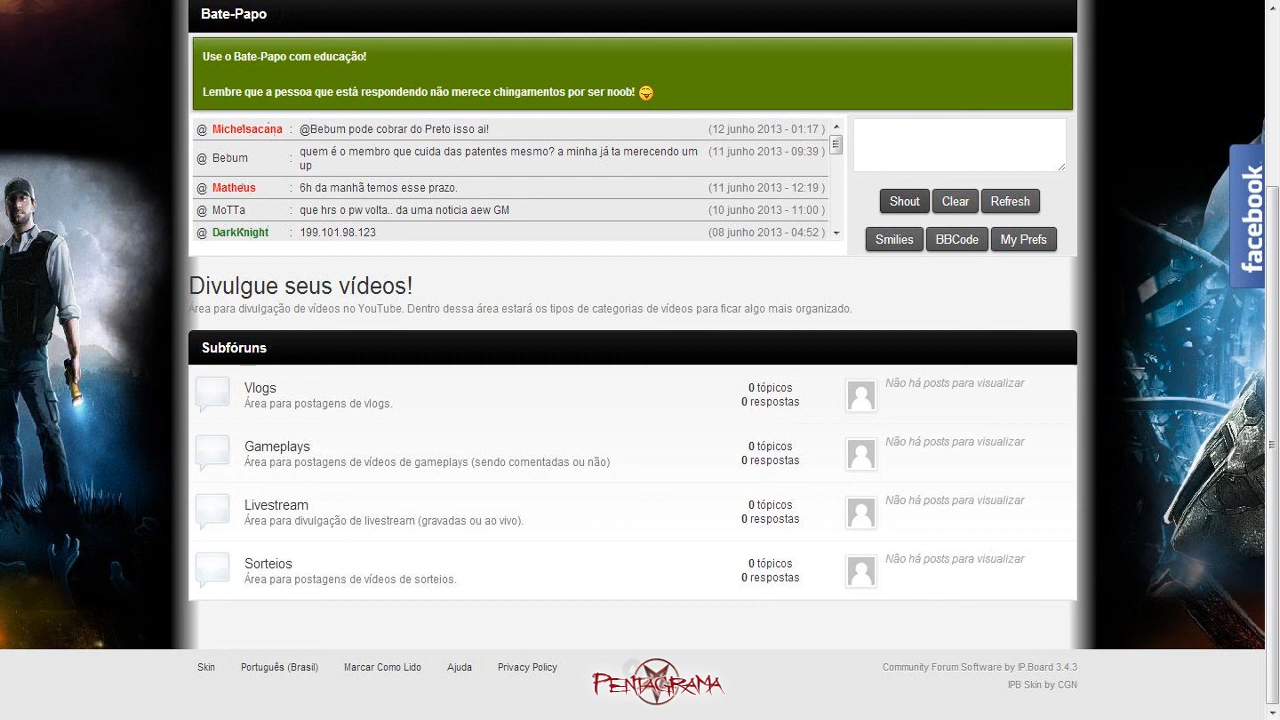 Bate-Papo
Use o Bate-Papo com educação!
Lembre que a pessoa que está respondendo não merece chingamentos por ser noob!
@ Michelsacana : @Bebum pode cobrar do Preto isso ai! (12 junho 2013 - 01:17 )
@ Bebum : quem é o membro que cuida das patentes mesmo? a minha já ta merecendo um (11 junho 2013 - 09:39 )
up
@ Matheus : 6h da manhã temos esse prazo. (11 junho 2013 - 12:19 )
@ MoTTa : que hrs o pw volta.. da uma noticia aew GM (10 junho 2013 - 11:00 )
@ DarkKnight : 199.101.98.123 (08 junho 2013 - 04:52 )
Shout Clear Refresh
Smilies BBCode My Prefs
facebook
Divulgue seus vídeos!
Área para divulgação de vídeos no YouTube. Dentro dessa área estará os tipos de categorias de vídeos para ficar algo mais organizado.
Subfóruns
Vlogs
Área para postagens de vlogs.
0 tópicos
0 respostas
Não há posts para visualizar
Gameplays
Área para postagens de vídeos de gameplays (sendo comentadas ou não)
0 tópicos
0 respostas
Não há posts para visualizar
Livestream
Área para divulgação de livestream (gravadas ou ao vivo).
0 tópicos
0 respostas
Não há posts para visualizar
Sorteios
Área para postagens de vídeos de sorteios.
0 tópicos
0 respostas
Não há posts para visualizar
Skin Português (Brasil) Marcar Como Lido Ajuda Privacy Policy
PENTAGRAMA
Community Forum Software by IP.Board 3.4.3
IPB Skin by CGN